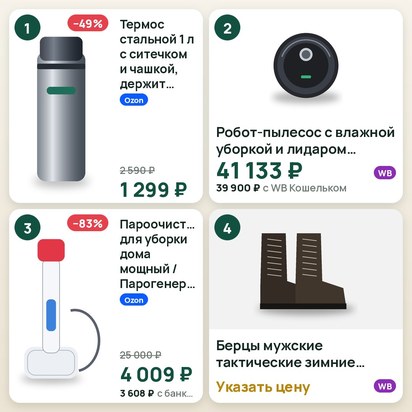 1
−49%
Термос
стальной 1 л
с ситечком
и чашкой,
держит…
Ozon
2 590 ₽
1 299 ₽
2
Робот-пылесос с влажной
уборкой и лидаром…
41 133 ₽
39 900 ₽ с WB Кошельком
WB
3
−83%
Пароочист…
для уборки
дома
мощный /
Парогенер…
Ozon
25 000 ₽
4 009 ₽
3 608 ₽ с банк…
4
Берцы мужские
тактические зимние…
Указать цену
WB